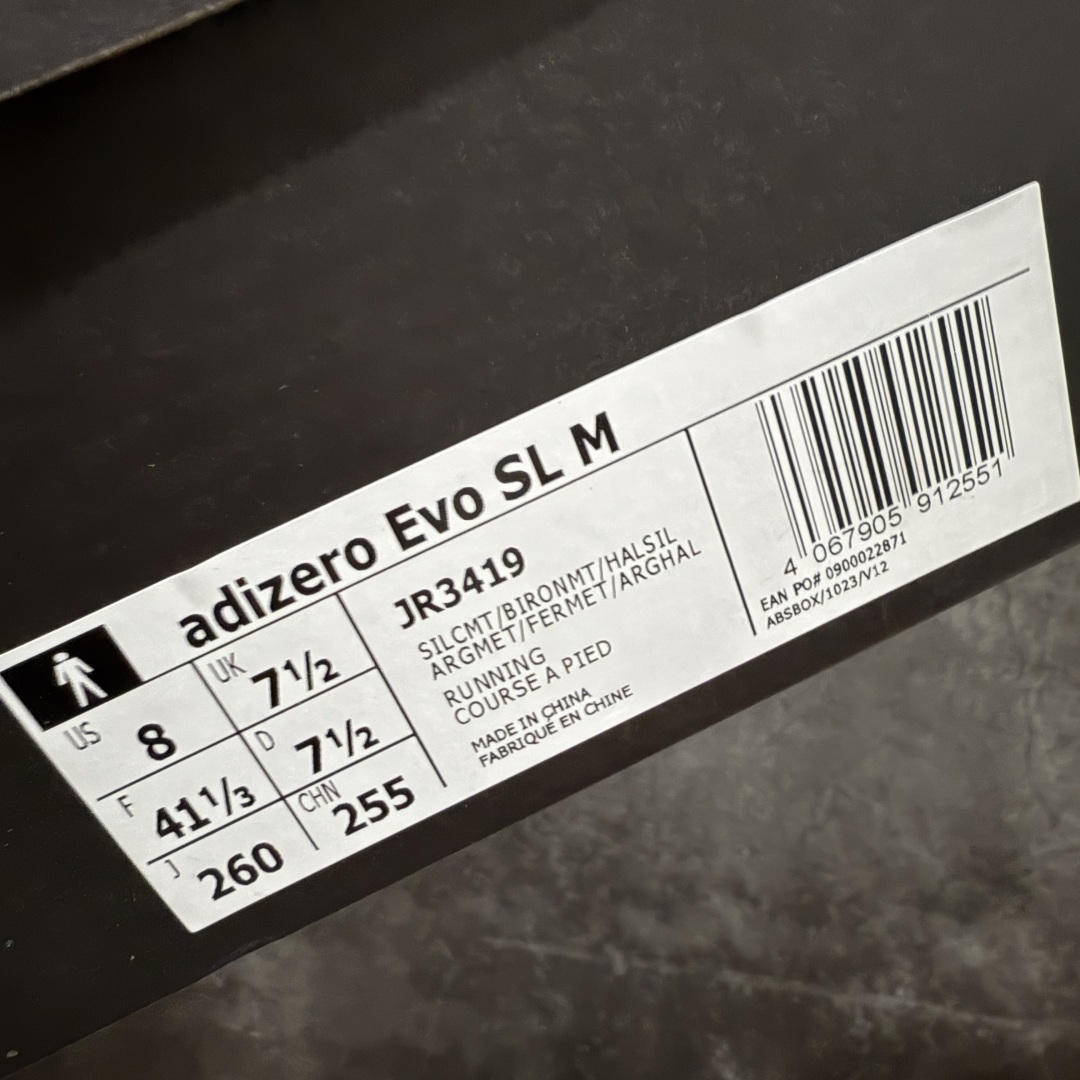 adizero Evo SL M
US 8
UK 7½
F 41⅓
D 7½
J 260
CHN 255
JR3419
SILCMT/BIRONMT/HALSIL
ARGMET/FERMET/ARGHAL
RUNNING
COURSE A PIED
MADE IN CHINA
FABRIQUÉ EN CHINE
4 067905 912551
EAN PO# 0900022871
ABSBOX/1023/V12